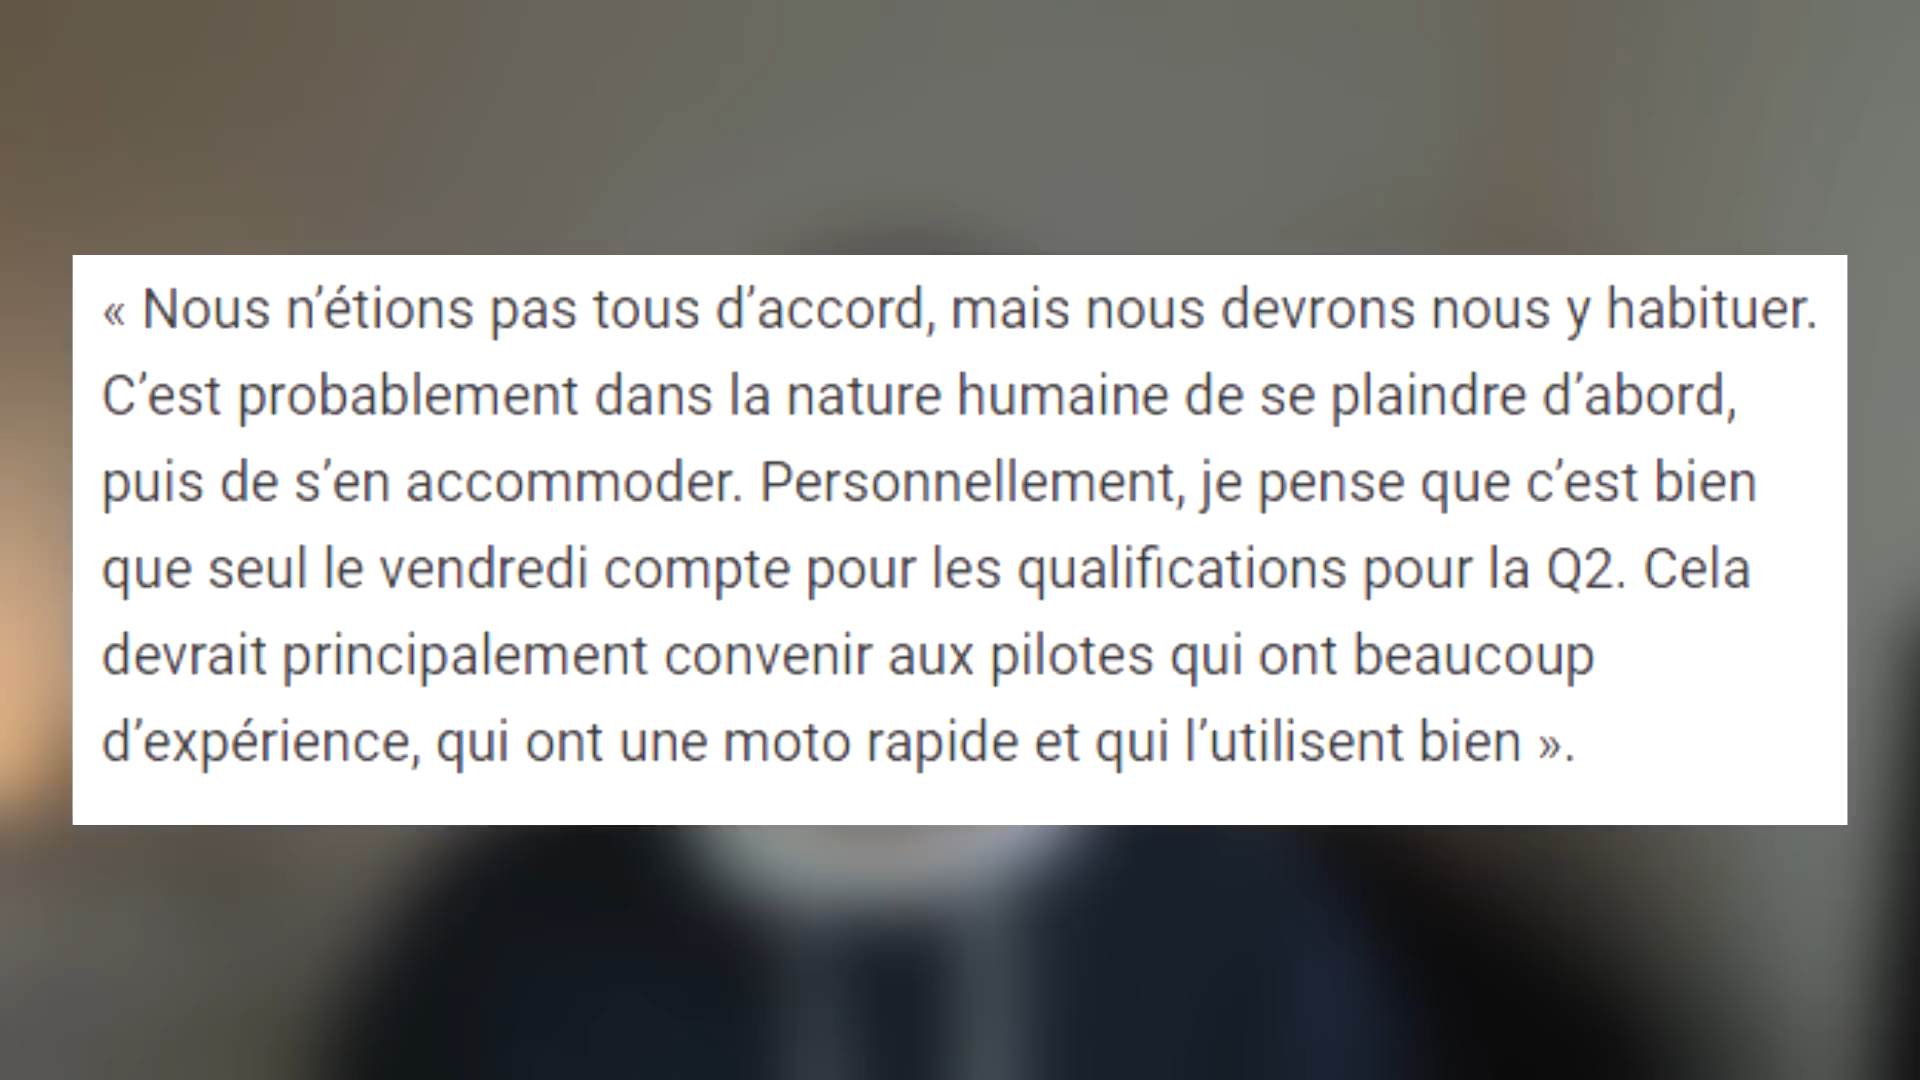 « Nous n’étions pas tous d’accord, mais nous devrons nous y habituer.
C’est probablement dans la nature humaine de se plaindre d’abord,
puis de s’en accommoder. Personnellement, je pense que c’est bien
que seul le vendredi compte pour les qualifications pour la Q2. Cela
devrait principalement convenir aux pilotes qui ont beaucoup
d’expérience, qui ont une moto rapide et qui l’utilisent bien ».